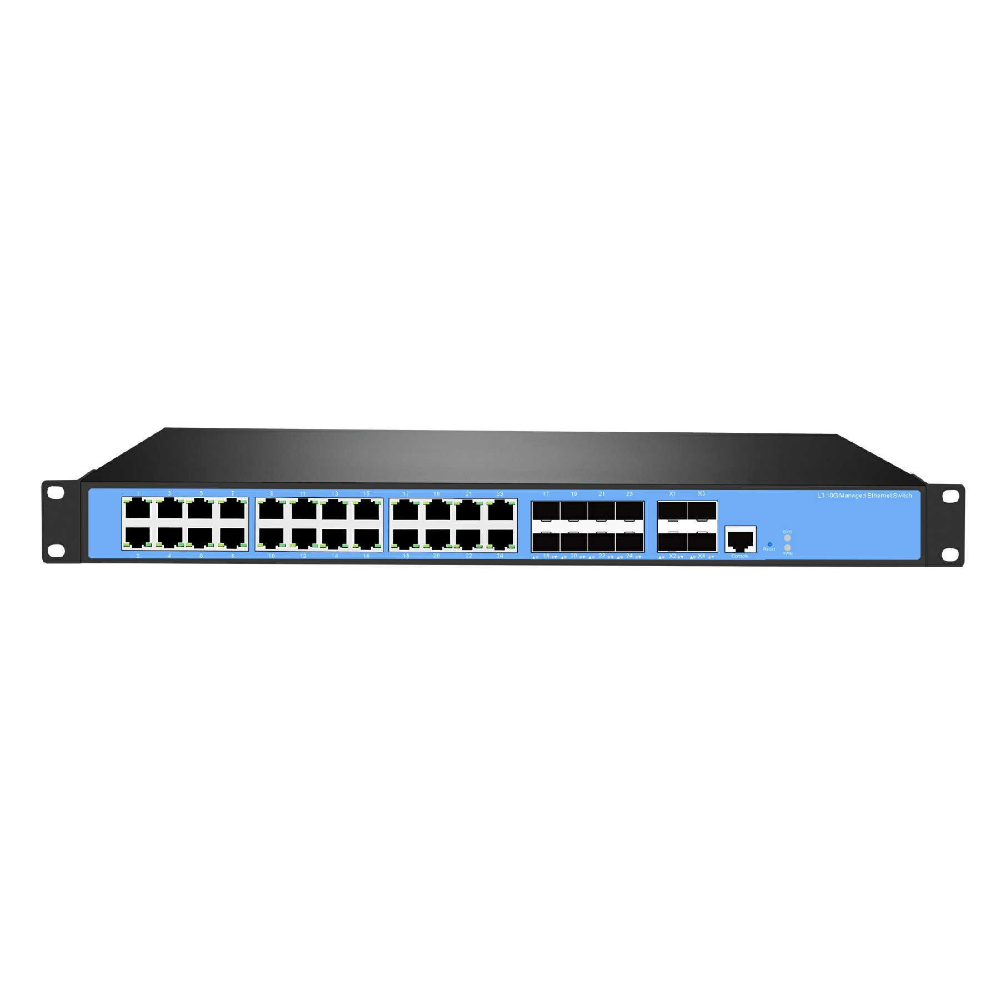 1 3 5 7 9 11 13 15 17 19 21 23 17 19 21 23 X1 X3
L3 10G Managed Ethernet Switch
SYS
Reset
PWR
2 4 6 8 10 12 14 16 18 20 22 24 18 20 22 24 X2 X4 Console